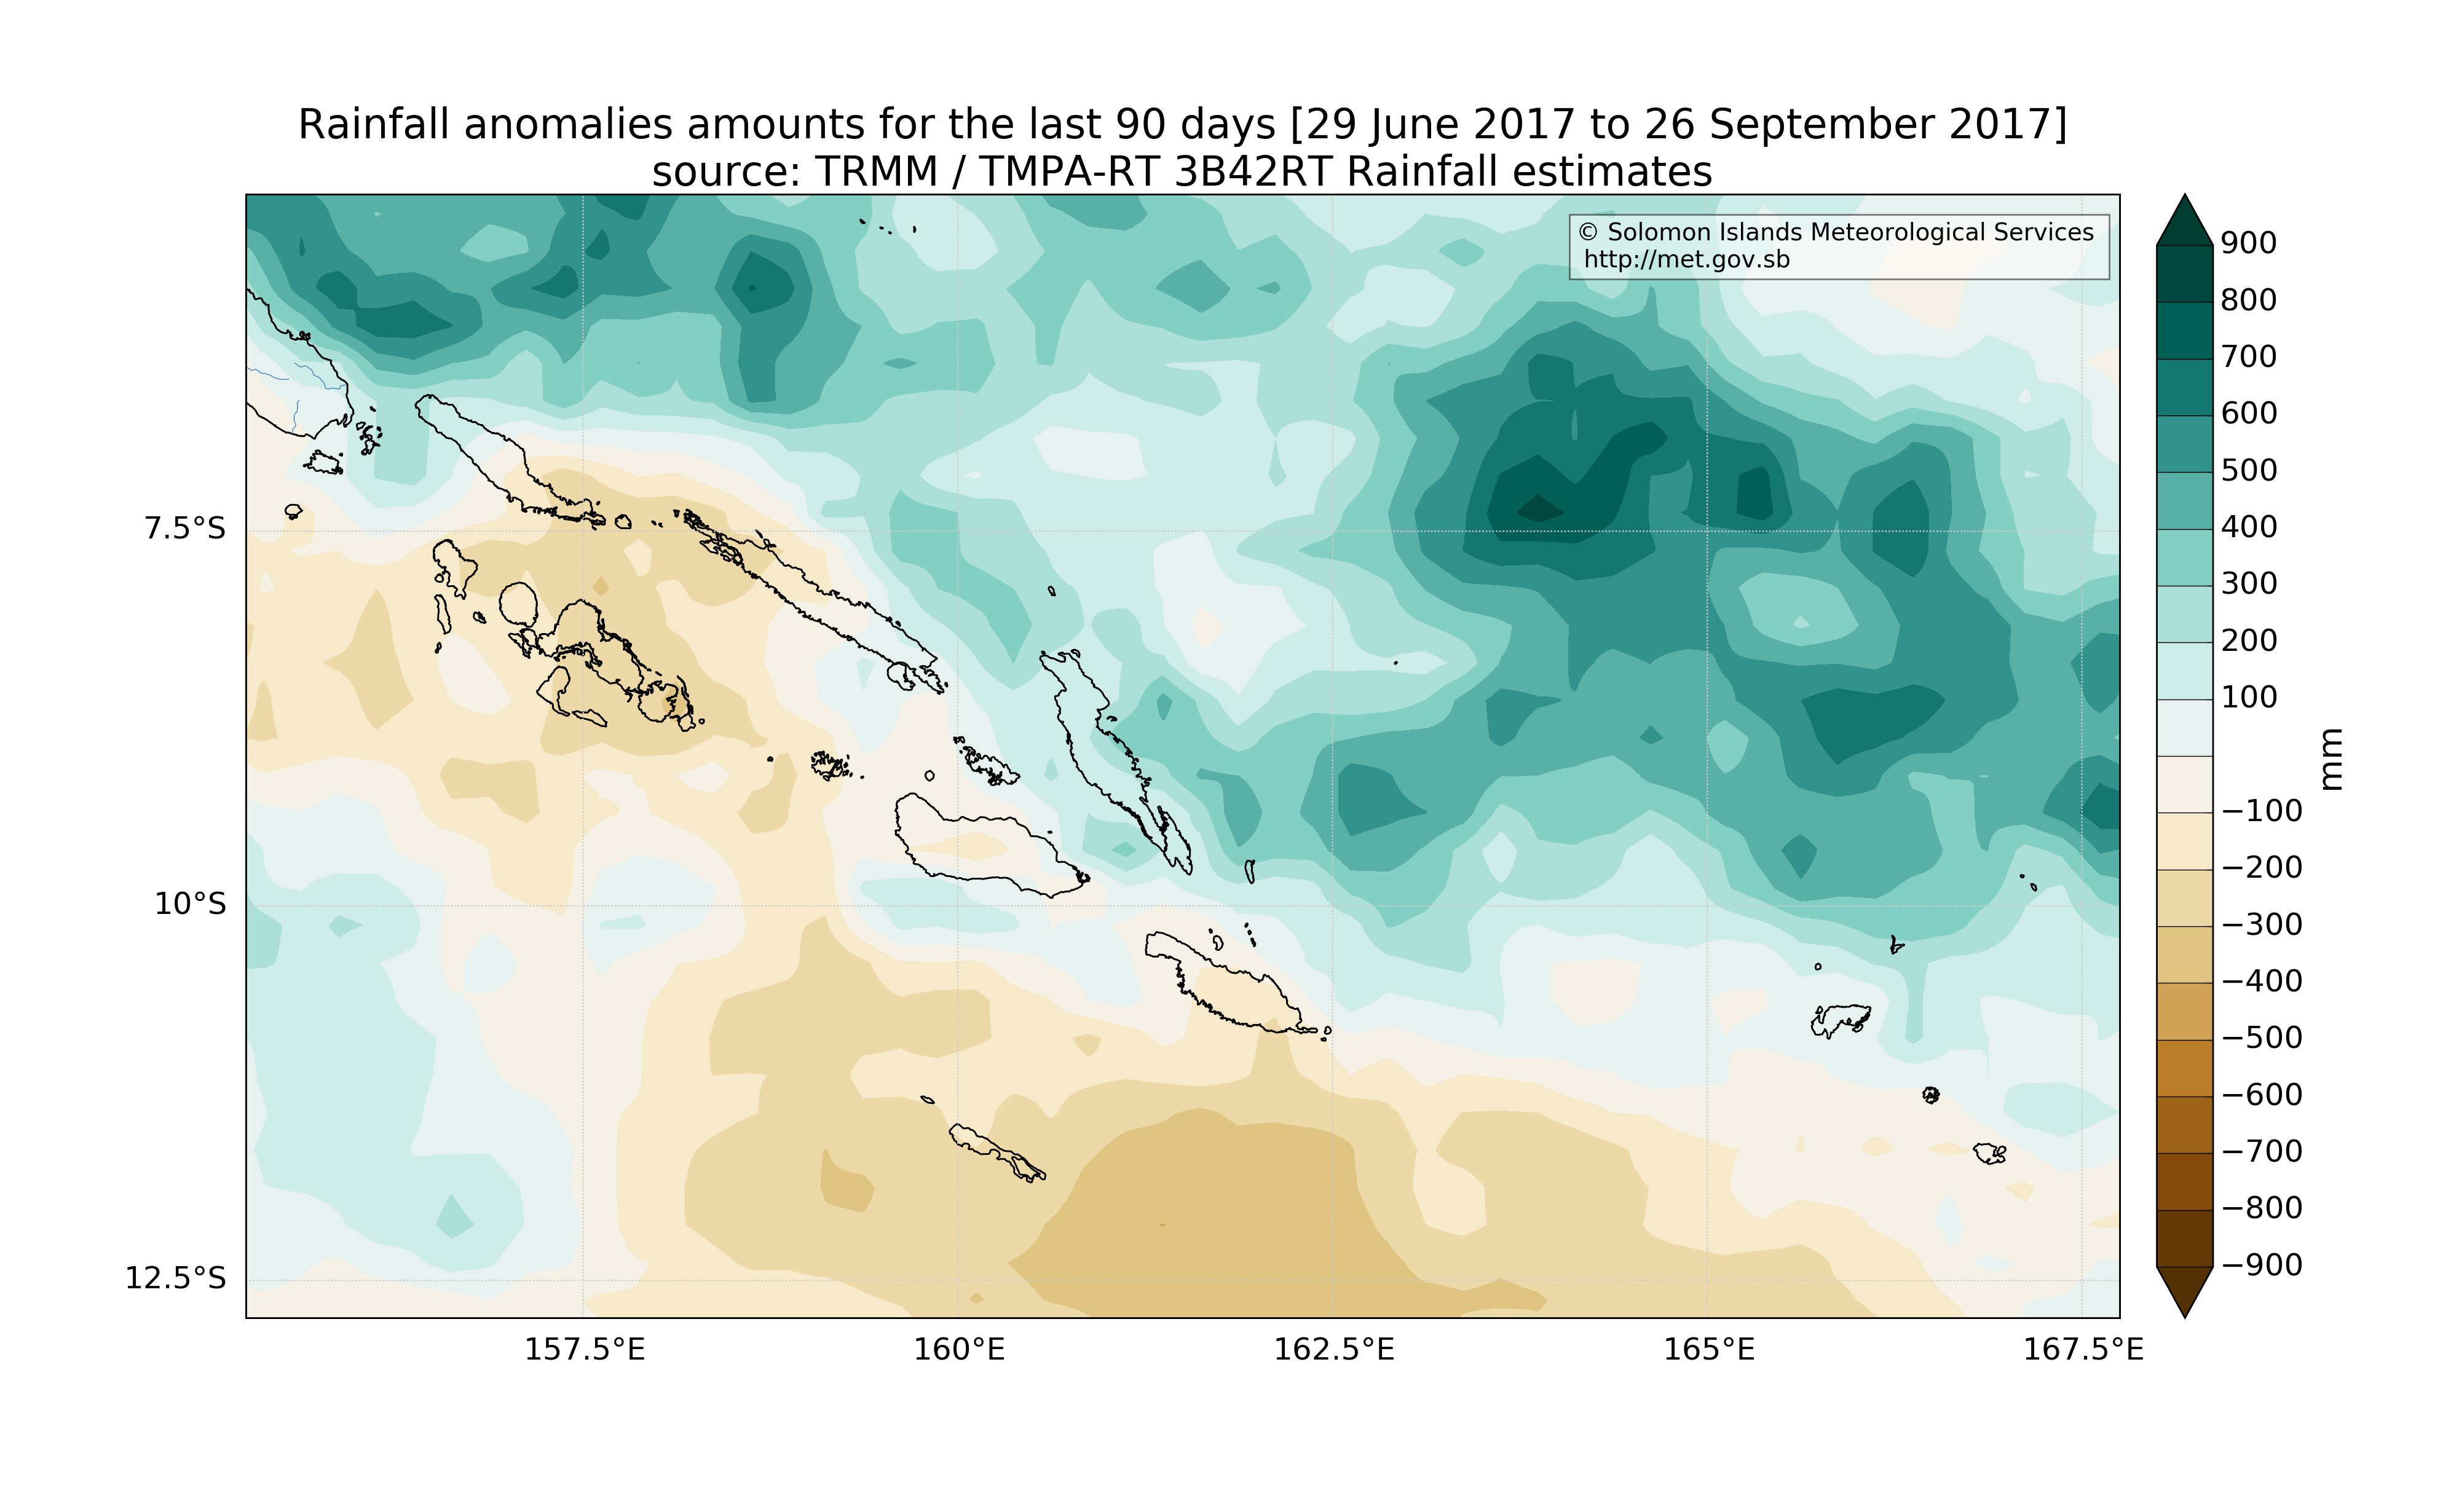 Rainfall anomalies amounts for the last 90 days [29 June 2017 to 26 September 2017]
source: TRMM / TMPA-RT 3B42RT Rainfall estimates
© Solomon Islands Meteorological Services
http://met.gov.sb
7.5°S
10°S
12.5°S
157.5°E
160°E
162.5°E
165°E
167.5°E
900
800
700
600
500
400
300
200
100
−100
−200
−300
−400
−500
−600
−700
−800
−900
mm